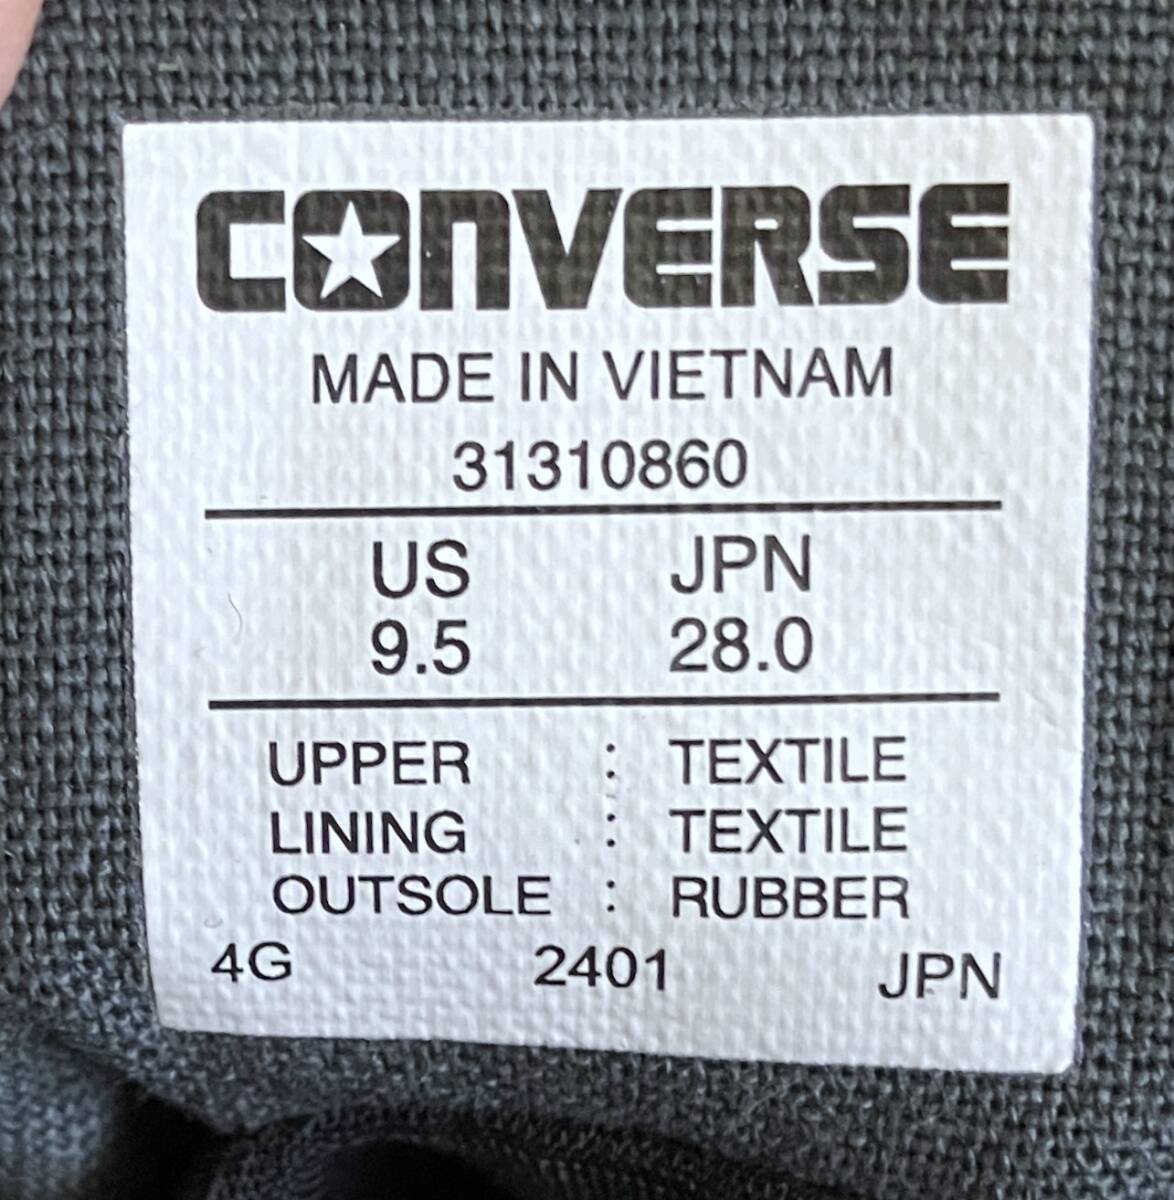 CONVERSE
MADE IN VIETNAM
31310860
US JPN
9.5 28.0
UPPER : TEXTILE
LINING : TEXTILE
OUTSOLE : RUBBER
4G 2401 JPN